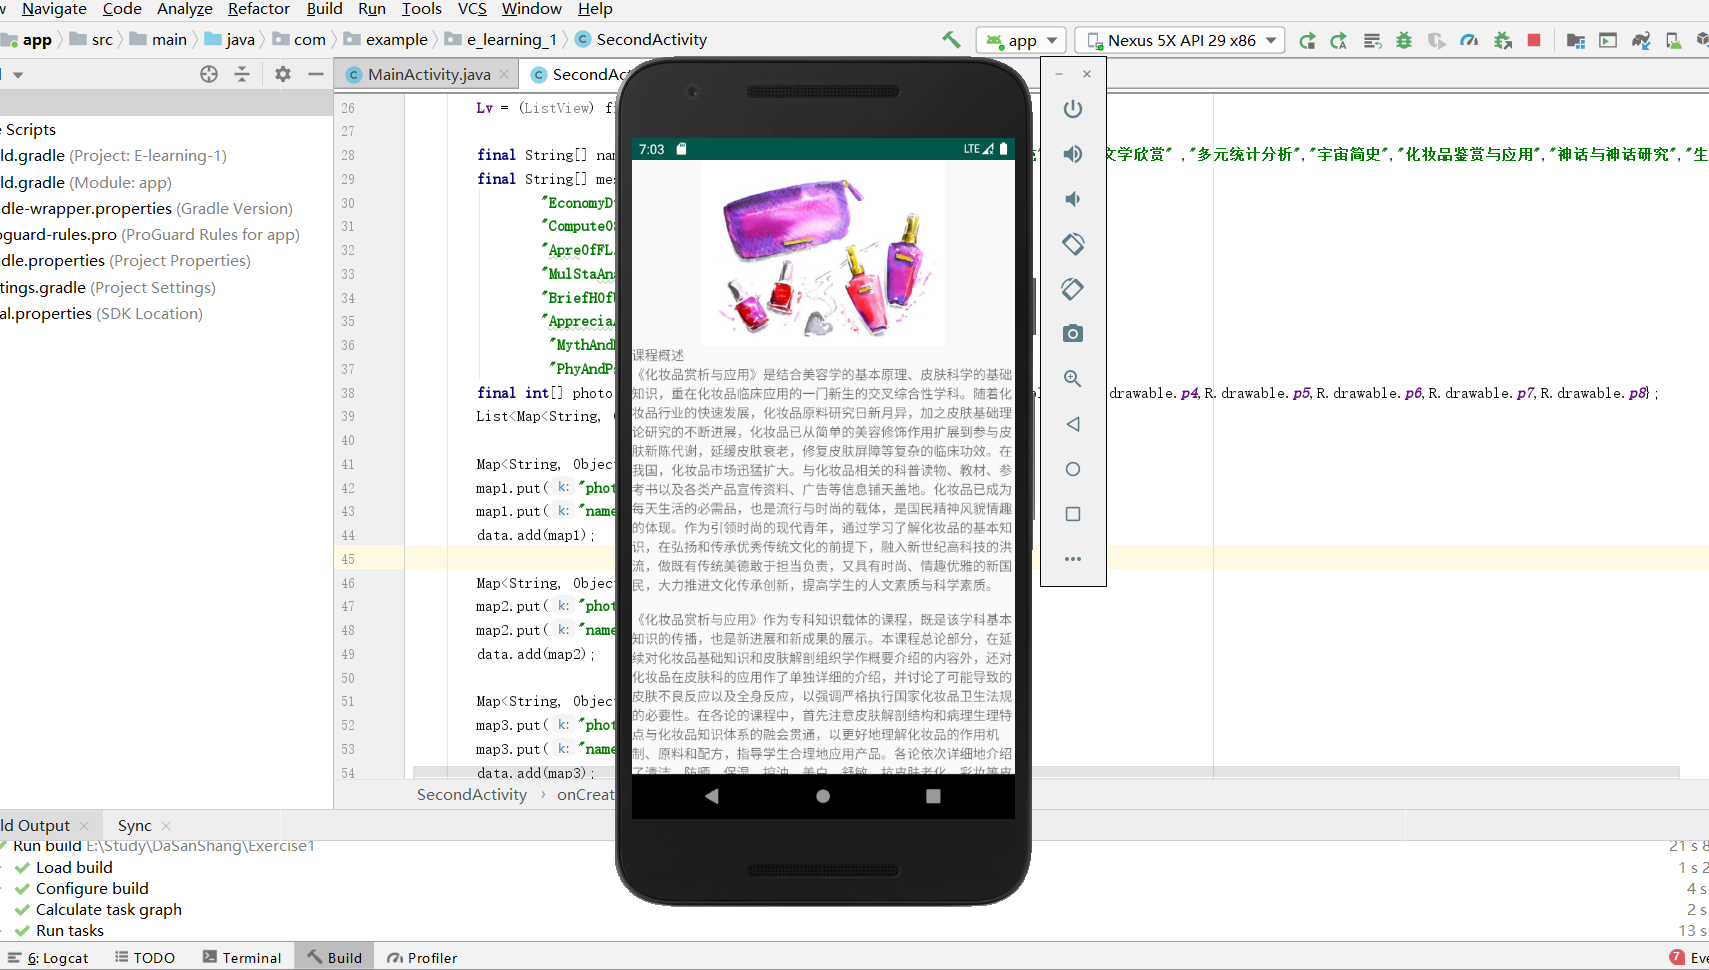 Navigate Code Analyze Refactor Build Run Tools VCS Window Help
app src main java com example e_learning_1 SecondActivity
app Nexus 5X API 29 x86
MainActivity.java
26 Lv = (ListView)
27
28 final String[]
文学欣赏" ,"多元统计分析","宇宙简史","化妆品鉴赏与应用","神话与神话研究",
29 final String[]
30
31
32
33
34
35
36
37
38 final int[] photo
drawable.p4,R.drawable.p5,R.drawable.p6,R.drawable.p7,R.drawable.p8};
39 List<Map<String,
40
41 Map<String,
42 map1.put( k:
43 map1.put( k: "name
44 data.add(map1);
45
46 Map<String,
47 map2.put( k:
48 map2.put( k: "name
49 data.add(map2);
50
51 Map<String,
52 map3.put( k:
53 map3.put( k: "name
54 data.add(map3);
SecondActivity
Scripts
(Project: E-learning-1)
(Module: app)
(Gradle Version)
(ProGuard Rules for app)
(Project Properties)
(Project Settings)
(SDK Location)
7:03 LTE
课程概述
《化妆品赏析与应用》是结合美容学的基本原理、皮肤科学的基础
知识，重在化妆品临床应用的一门新生的交叉综合性学科。随着化
妆品行业的快速发展，化妆品原料研究日新月异，加之皮肤基础理
论研究的不断进展，化妆品已从简单的美容修饰作用扩展到参与皮
肤新陈代谢，延缓皮肤衰老，修复皮肤屏障等复杂的临床功效。在
我国，化妆品市场迅猛扩大。与化妆品相关的科普读物、教材、参
考书以及各类产品宣传资料、广告等信息铺天盖地。化妆品已成为
每天生活的必需品，也是流行与时尚的载体，是国民精神风貌情趣
的体现。作为引领时尚的现代青年，通过学习了解化妆品的基本知
识，在弘扬和传承优秀传统文化的前提下，融入新世纪高科技的洪
流，做既有传统美德敢于担当负责，又具有时尚、情趣优雅的新国
民，大力推进文化传承创新，提高学生的人文素质与科学素质。
《化妆品赏析与应用》作为专科知识载体的课程，既是该学科基本
知识的传播，也是新进展和新成果的展示。本课程总论部分，在延
续对化妆品基础知识和皮肤解剖组织学作概要介绍的内容外，还对
化妆品在皮肤科的应用作了单独详细的介绍，并讨论了可能导致的
皮肤不良反应以及全身反应，以强调严格执行国家化妆品卫生法规
的必要性。在各论的课程中，首先注意皮肤解剖结构和病理生理特
点与化妆品知识体系的融会贯通，以更好地理解化妆品的作用机
制、原料和配方，指导学生合理地应用产品。各论依次详细地介绍
了清洁、防晒、保湿、控油、美白、舒敏、抗皮肤老化、彩妆等皮
Output Sync
Run build E:\Study\DaSanShang\Exercise1
Load build
Configure build
Calculate task graph
Run tasks
21 s
1 s
4 s
2 s
13 s
6: Logcat TODO Terminal Build Profiler
7